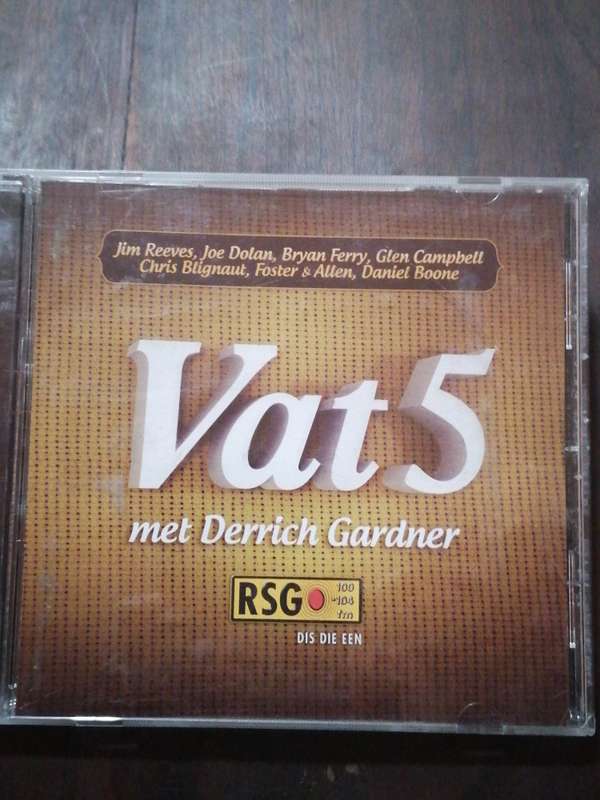 Jim Reeves, Joe Dolan, Bryan Ferry, Glen Campbell
Chris Blignaut, Foster & Allen, Daniel Boone
Vat 5
met Derrich Gardner
RSG 100
-104
fm
DIS DIE EEN